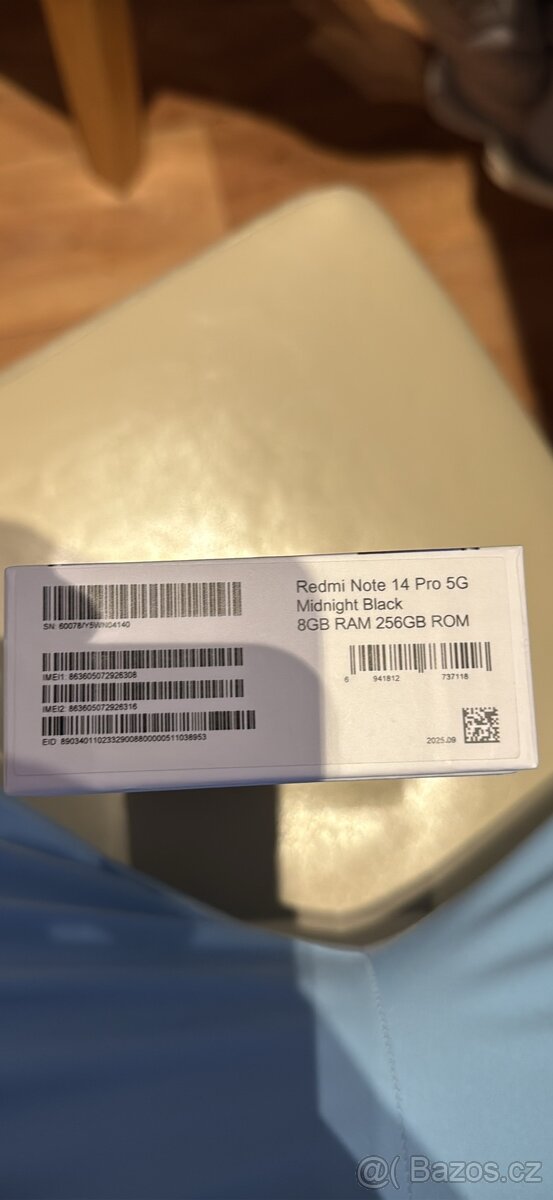 Redmi Note 14 Pro 5G
Midnight Black
8GB RAM 256GB ROM
SN: 60078/Y5WN04140
IMEI1: 863605072926308
IMEI2: 863605072926316
EID 89034011023329008800000511038953
6 941812 737118
2025.09
@( Bazos.cz